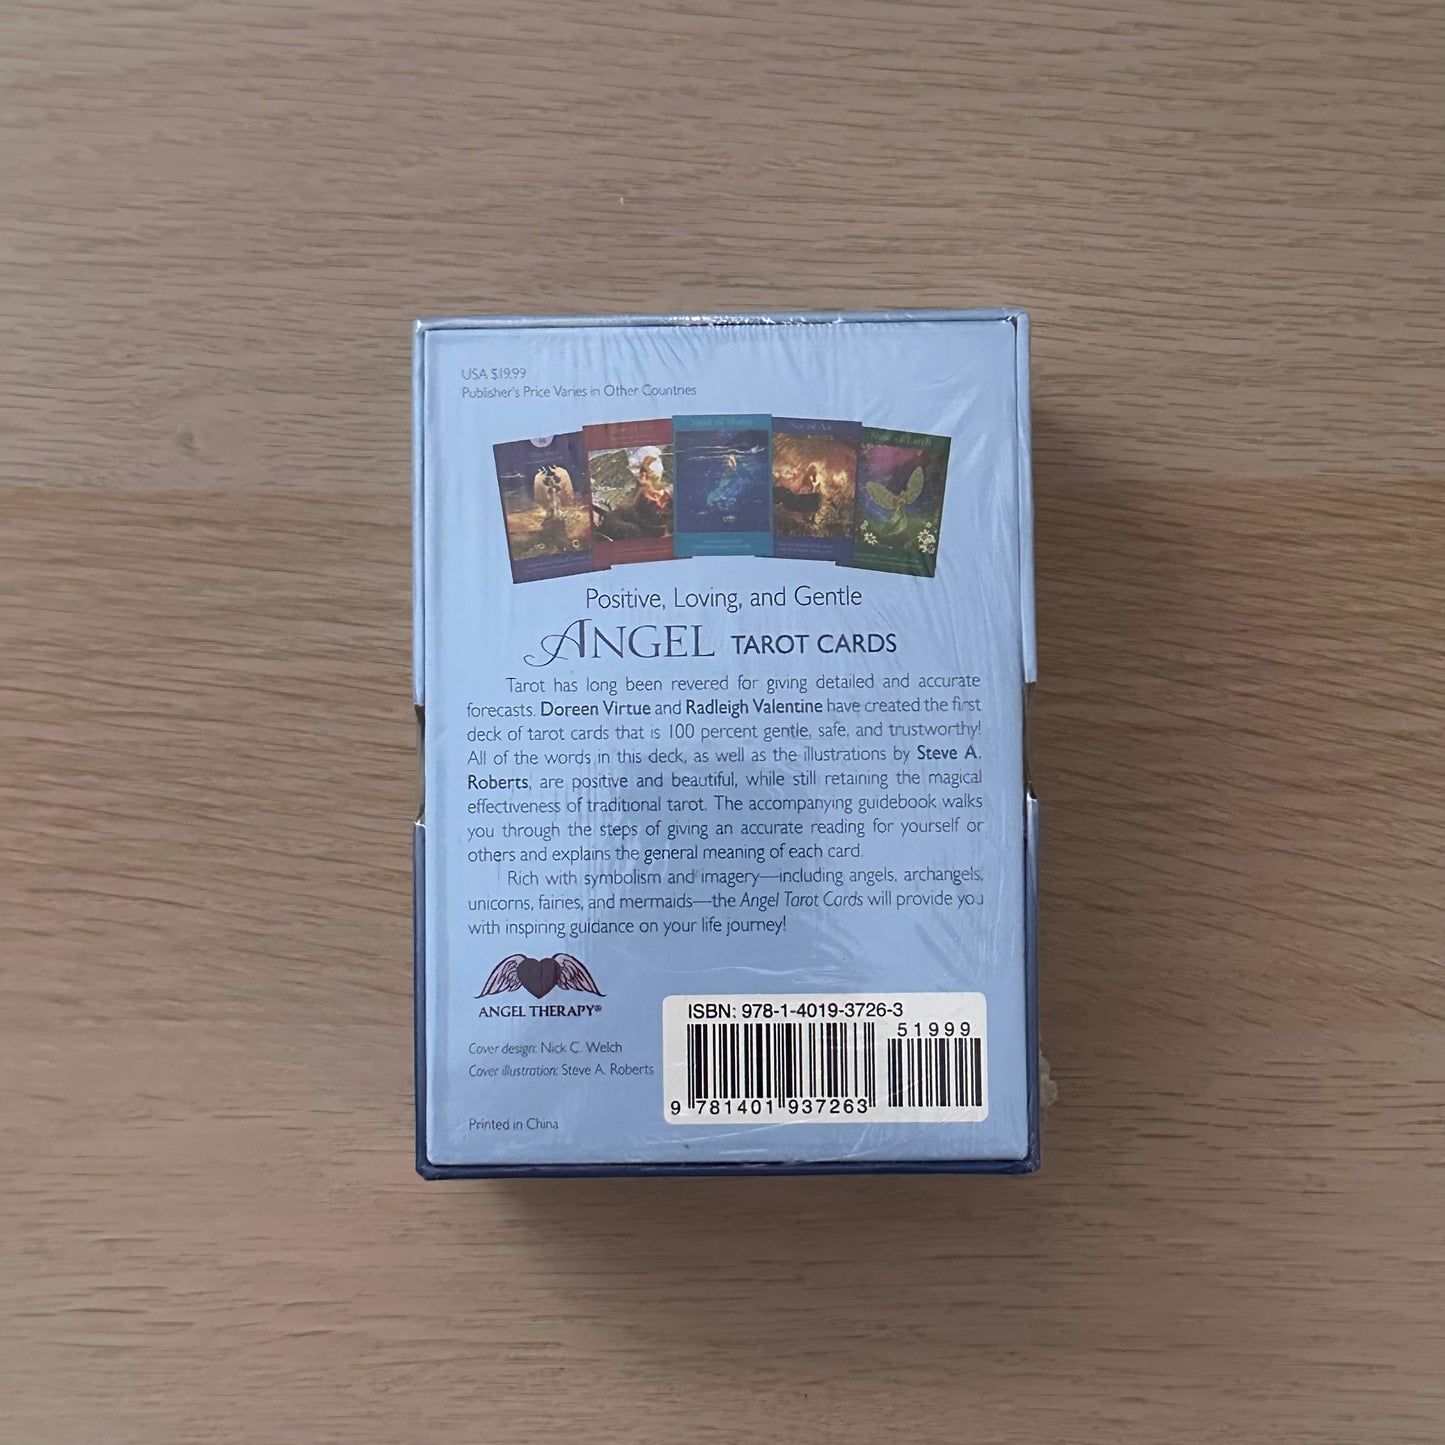 USA $19.99
Publisher's Price Varies in Other Countries
Positive, Loving, and Gentle
ANGEL TAROT CARDS
Tarot has long been revered for giving detailed and accurate
forecasts. Doreen Virtue and Radleigh Valentine have created the first
deck of tarot cards that is 100 percent gentle, safe, and trustworthy!
All of the words in this deck, as well as the illustrations by Steve A.
Roberts, are positive and beautiful, while still retaining the magical
effectiveness of traditional tarot. The accompanying guidebook walks
you through the steps of giving an accurate reading for yourself or
others and explains the general meaning of each card.
Rich with symbolism and imagery—including angels, archangels,
unicorns, fairies, and mermaids—the Angel Tarot Cards will provide you
with inspiring guidance on your life journey!
ANGEL THERAPY®
Cover design: Nick C. Welch
Cover illustration: Steve A. Roberts
Printed in China
ISBN: 978-1-4019-3726-3
51999
9 781401 937263